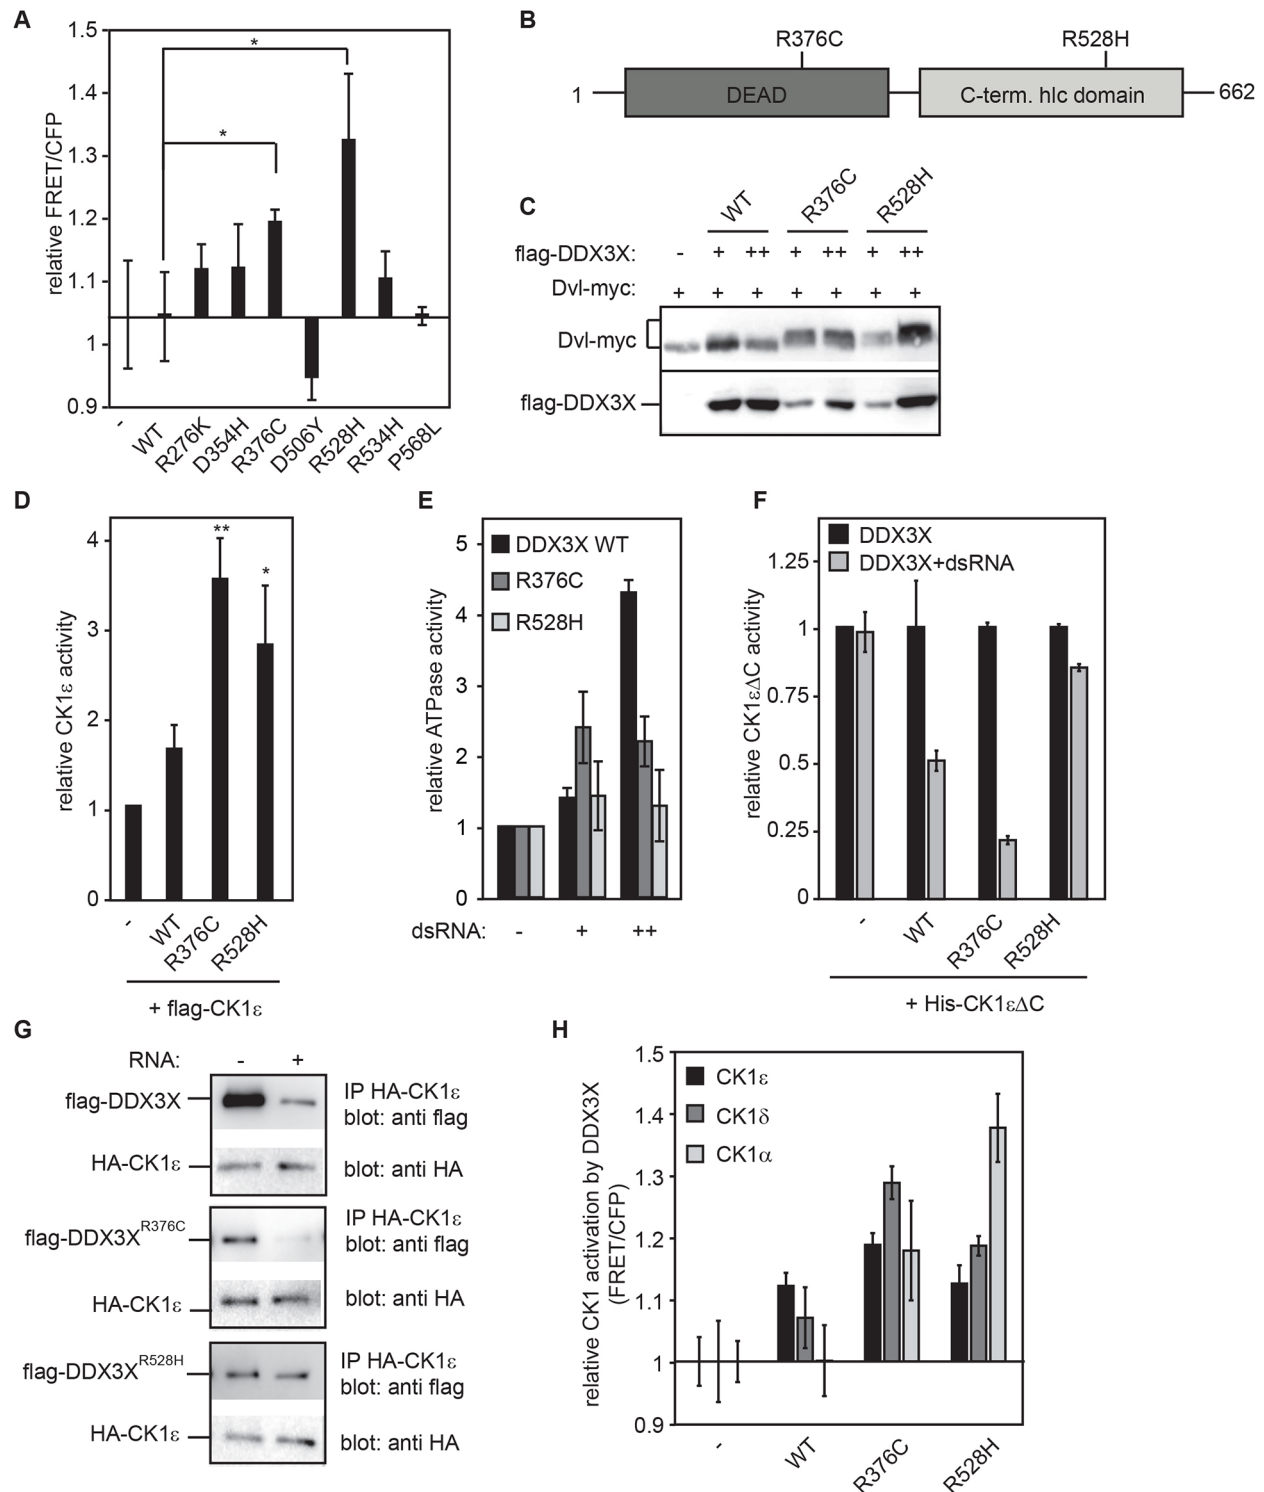 A
relative FRET/CFP
1.5
1.4
1.3
1.2
1.1
1
0.9
*
*
-
WT
R276K
D354H
R376C
D506Y
R528H
R534H
P568L
B
R376C
R528H
1
DEAD
C-term. hlc domain
662
C
WT
R376C
R528H
flag-DDX3X: - + ++ + ++ + ++
Dvl-myc: + + + + + + +
Dvl-myc
flag-DDX3X
D
relative CK1ε activity
4
3
2
1
0
**
*
-
WT
R376C
R528H
+ flag-CK1ε
E
relative ATPase activity
5
4
3
2
1
0
DDX3X WT
R376C
R528H
dsRNA: - + ++
F
relative CK1εΔC activity
1.25
1
0.75
0.5
0.25
0
DDX3X
DDX3X+dsRNA
-
WT
R376C
R528H
+ His-CK1εΔC
G
RNA: - +
flag-DDX3X
IP HA-CK1ε
blot: anti flag
HA-CK1ε
blot: anti HA
flag-DDX3X^R376C
IP HA-CK1ε
blot: anti flag
HA-CK1ε
blot: anti HA
flag-DDX3X^R528H
IP HA-CK1ε
blot: anti flag
HA-CK1ε
blot: anti HA
H
relative CK1 activation by DDX3X
(FRET/CFP)
1.5
1.4
1.3
1.2
1.1
1
0.9
CK1ε
CK1δ
CK1α
-
WT
R376C
R528H